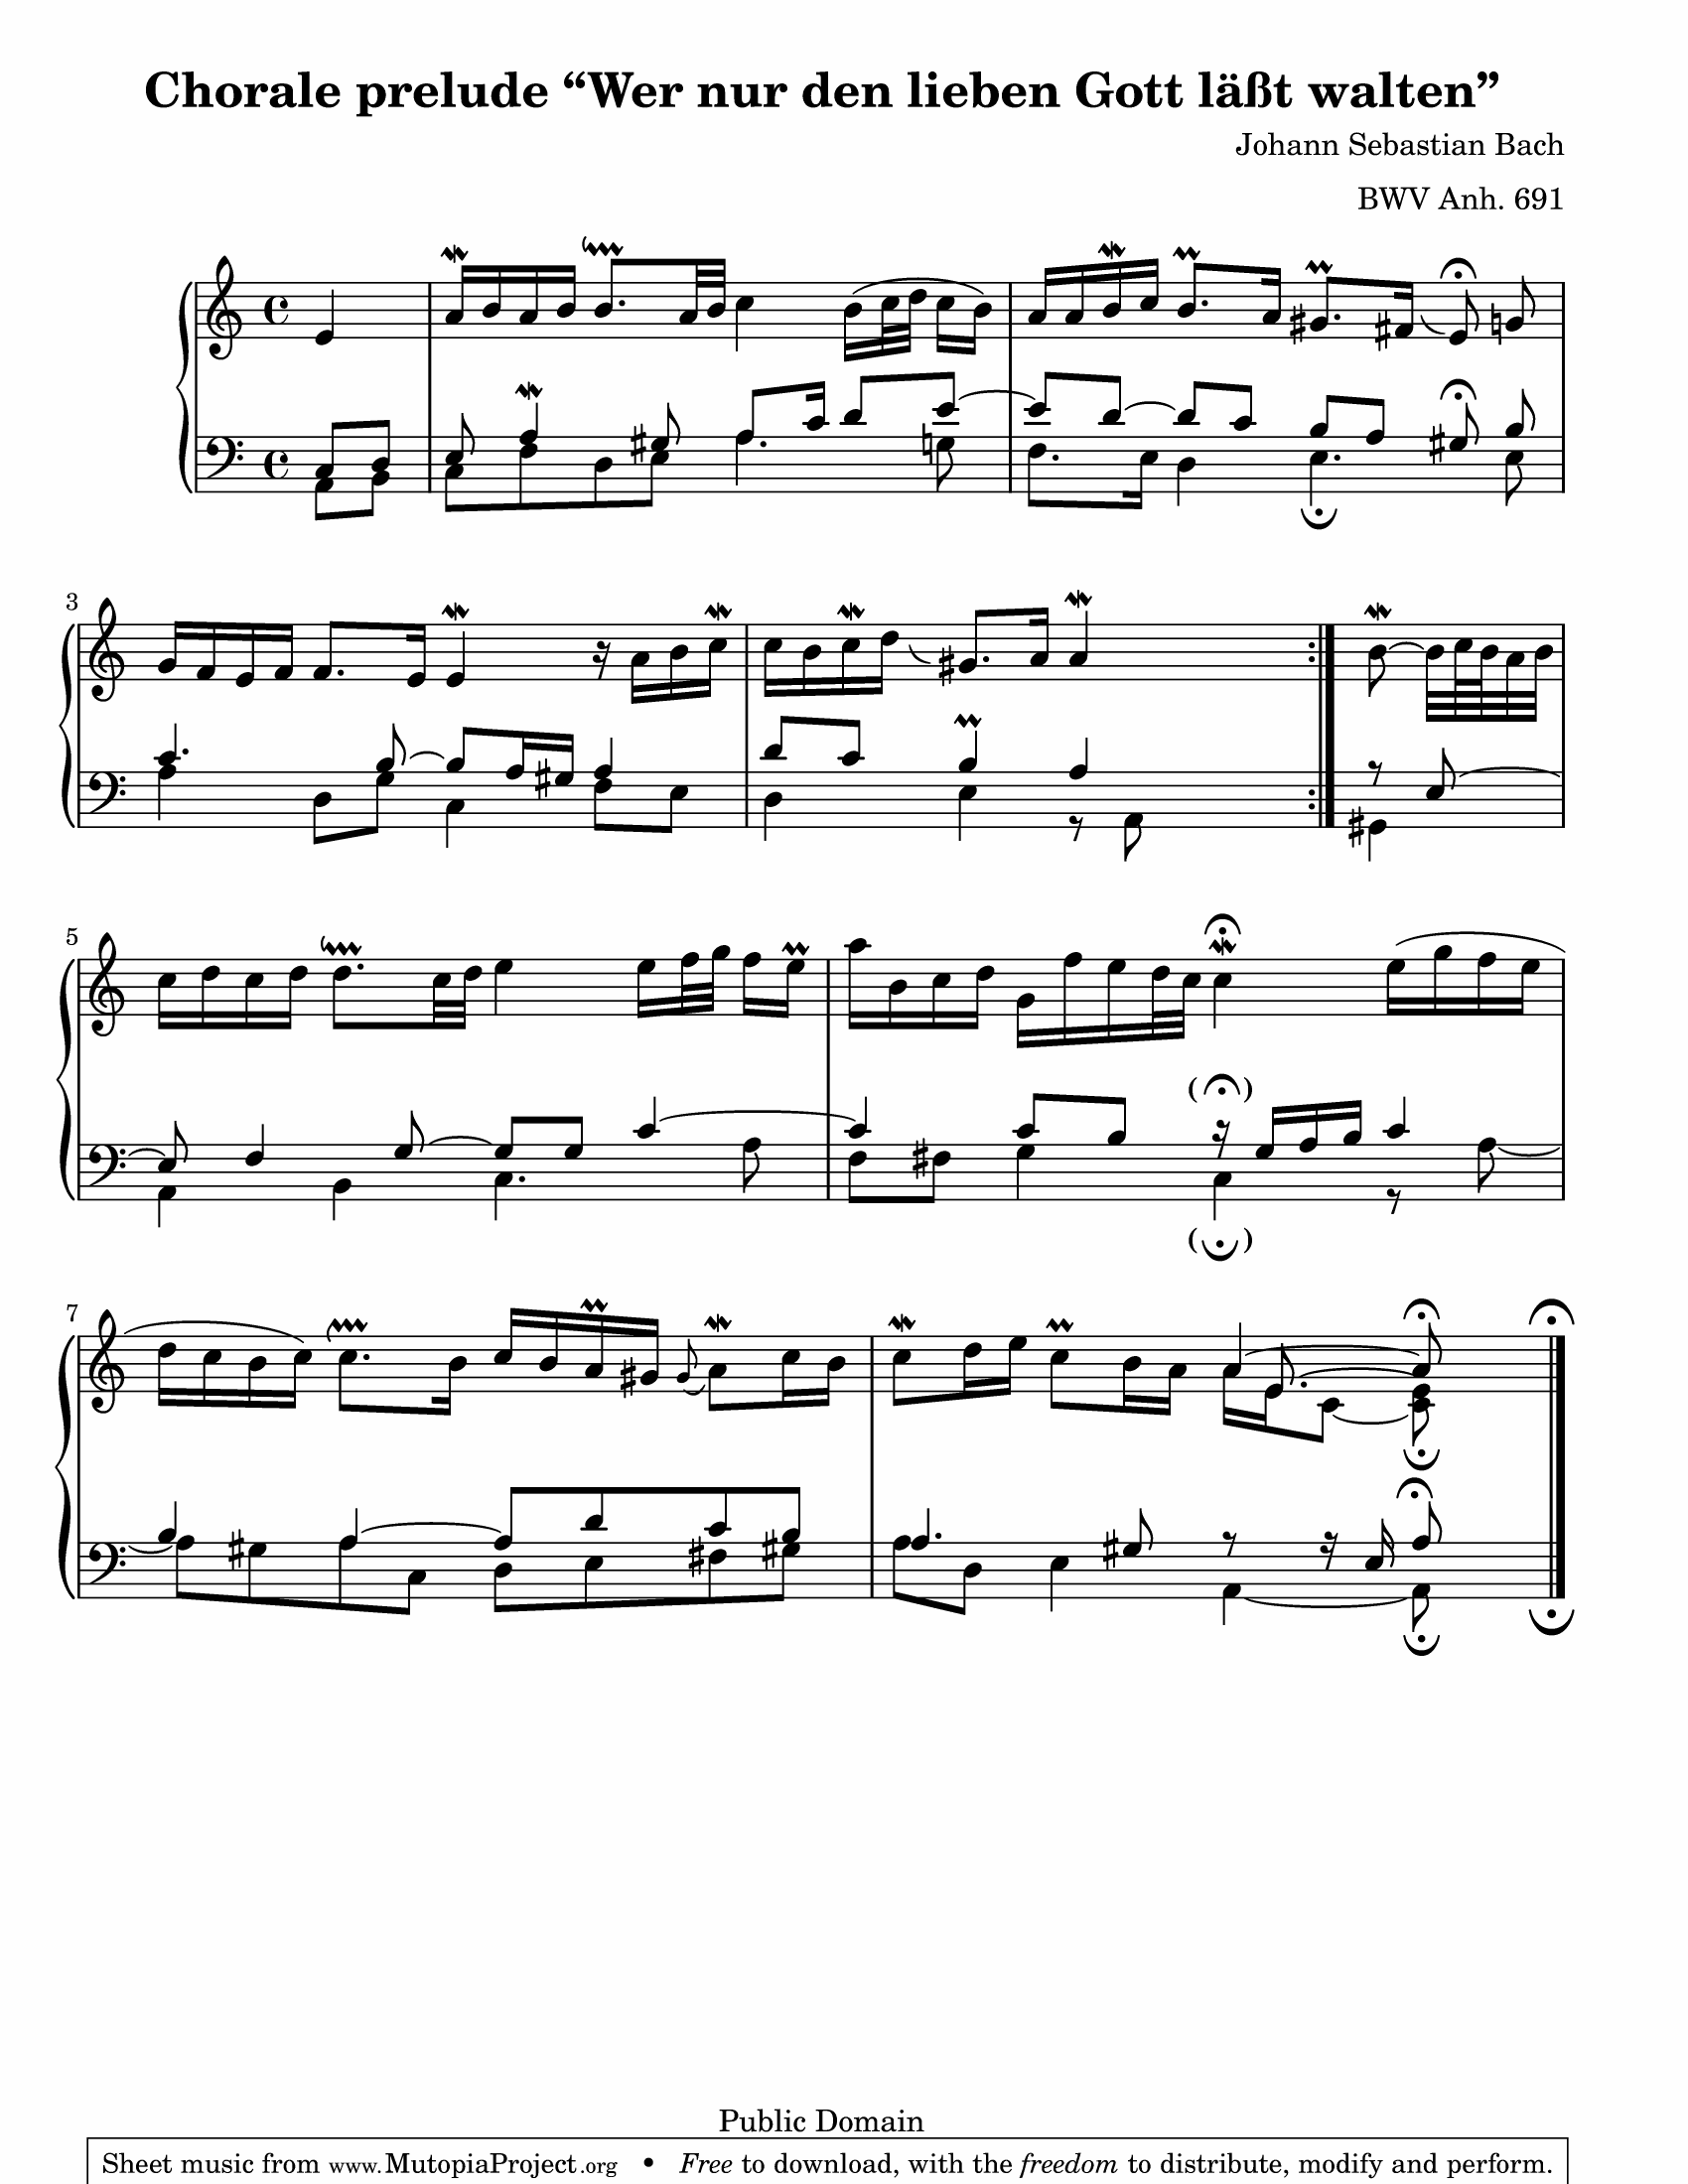 Chorale prelude “Wer nur den lieben Gott läßt walten”
Johann Sebastian Bach
BWV Anh. 691
3
5
( )
( )
7
Public Domain
Sheet music from www.MutopiaProject.org • Free to download, with the freedom to distribute, modify and perform.